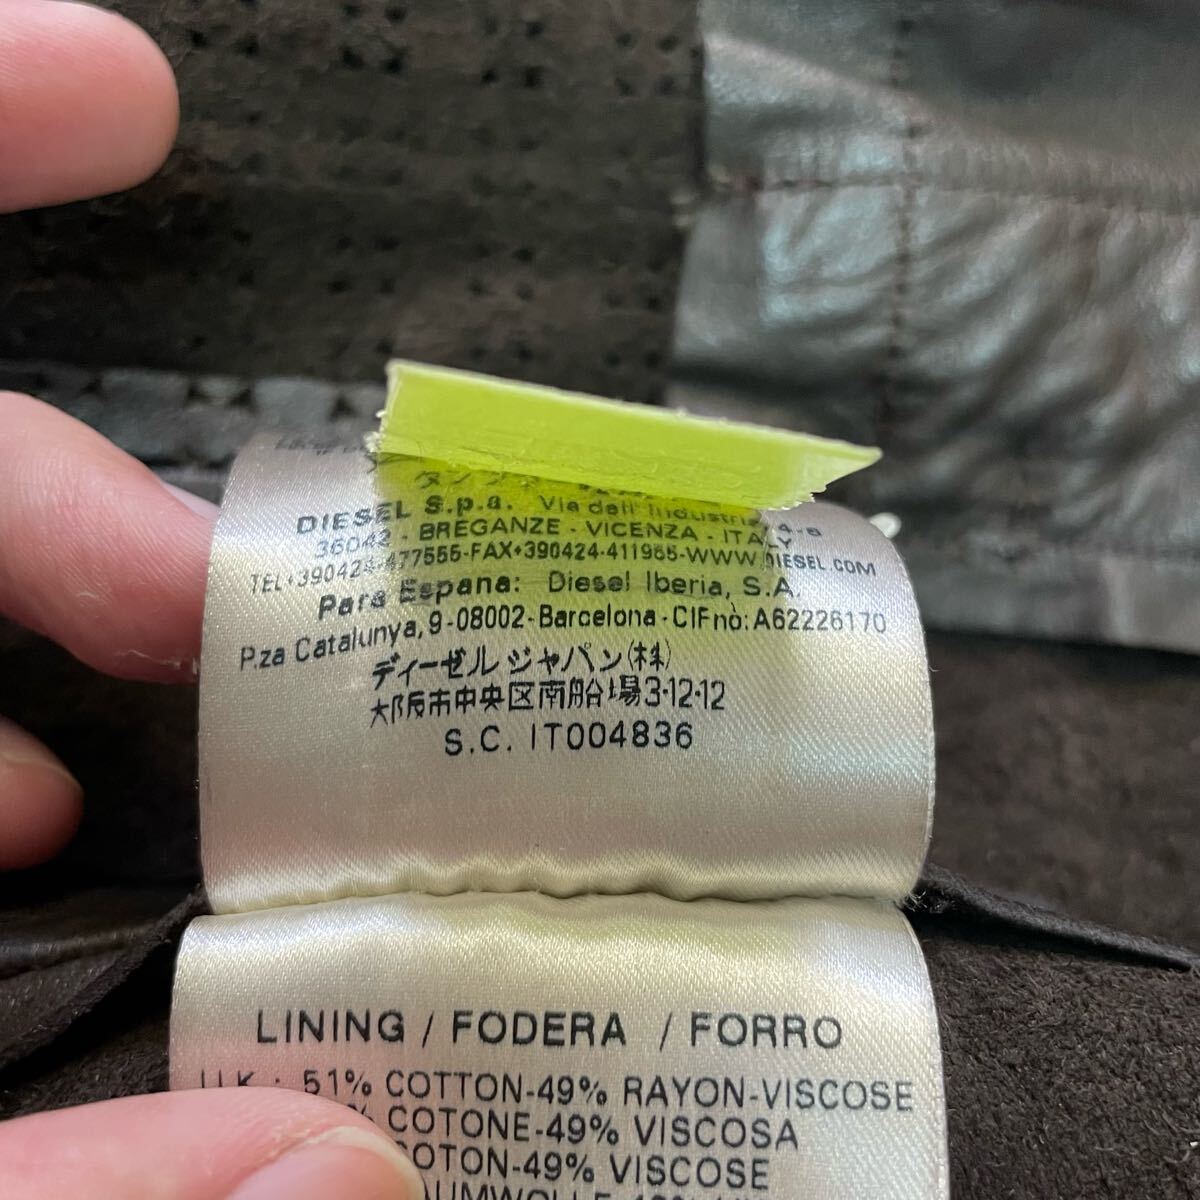 DIESEL S.p.a. Via dell' Industria 4-6
36042 - BREGANZE - VICENZA - ITALY
TEL+390424-477555-FAX+390424-411955-WWW.DIESEL.COM
Para Espana: Diesel Iberia, S.A.
P.za Catalunya, 9-08002-Barcelona-CIFnò:A62226170
ディーゼル ジャパン(株)
大阪市中央区南船場3-12-12
S.C. IT004836
LINING / FODERA / FORRO
U.K.: 51% COTTON-49% RAYON-VISCOSE
COTONE-49% VISCOSA
COTON-49% VISCOSE